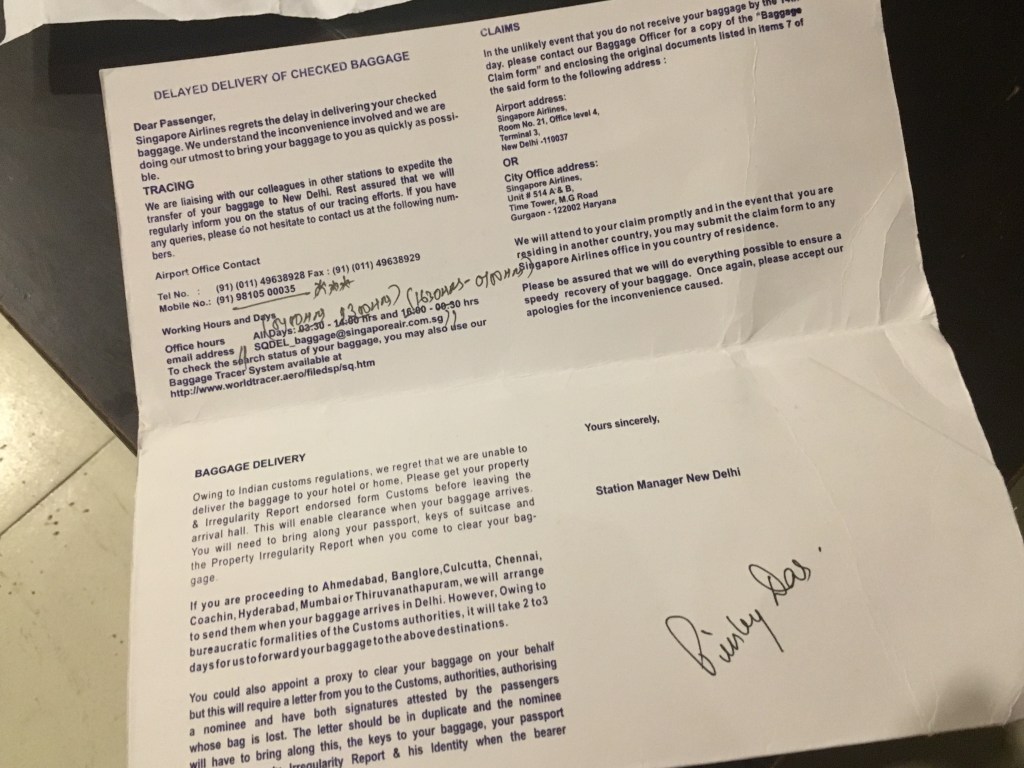 DELAYED DELIVERY OF CHECKED BAGGAGE
Dear Passenger,
Singapore Airlines regrets the delay in delivering your checked
baggage. We understand the inconvenience involved and we are
doing our utmost to bring your baggage to you as quickly as possi-
ble.
TRACING
We are liasing with our colleagues in other stations to expedite the
transfer of your baggage to New Delhi. Rest assured that we will
regularly inform you on the status of our tracing efforts. If you have
any queries, please do not hesitate to contact us at the following num-
bers.
Airport Office Contact
Tel No. : (91) (011) 49638928 Fax : (91) (011) 49638929
Mobile No.: (91) 98105 00035
Working Hours and Days
(0400Hrs 1300Hrs) (1630Hrs - 0100Hrs)
Office hours All Days: 03:30 - 14:00 hrs and 16:00 - 00:30 hrs
email address SQDEL_baggage@singaporeair.com.sg
To check the search status of your baggage, you may also use our
Baggage Tracer System available at
http://www.worldtracer.aero/filedsp/sq.htm
CLAIMS
In the unlikely event that you do not receive your baggage by the
day. please contact our Baggage Officer for a copy of the "Baggage
Claim form" and enclosing the original documents listed in items 7 of
the said form to the following address :
Airport address:
Singapore Airlines,
Room No. 21, Office level 4,
Terminal 3,
New Delhi -110037
OR
City Office address:
Singapore Airlines,
Unit # 514 A & B,
Time Tower, M.G Road
Gurgaon - 122002 Haryana
We will attend to your claim promptly and in the event that you are
residing in another country, you may submit the claim form to any
Singapore Airlines office in you country of residence.
Please be assured that we will do everything possible to ensure a
speedy recovery of your baggage. Once again, please accept our
apologies for the inconvenience caused.
BAGGAGE DELIVERY
Owing to Indian customs regulations, we regret that we are unable to
deliver the baggage to your hotel or home. Please get your property
& Irregularity Report endorsed form Customs before leaving the
arrival hall. This will enable clearance when your baggage arrives.
You will need to bring along your passport, keys of suitcase and
the Property Irregularity Report when you come to clear your bag-
gage.
If you are proceeding to Ahmedabad, Banglore,Culcutta, Chennai,
Coachin, Hyderabad, Mumbai or Thiruvanathapuram, we will arrange
to send them when your baggage arrives in Delhi. However, Owing to
bureaucratic formalities of the Customs authorities, it will take 2 to3
days for us to forward your baggage to the above destinations.
You could also appoint a proxy to clear your baggage on your behalf
but this will require a letter from you to the Customs, authorities, authorising
a nominee and have both signatures attested by the passengers
whose bag is lost. The letter should be in duplicate and the nominee
will have to bring along this, the keys to your baggage, your passport
Irregularity Report & his Identity when the bearer
Yours sincerely,
Station Manager New Delhi